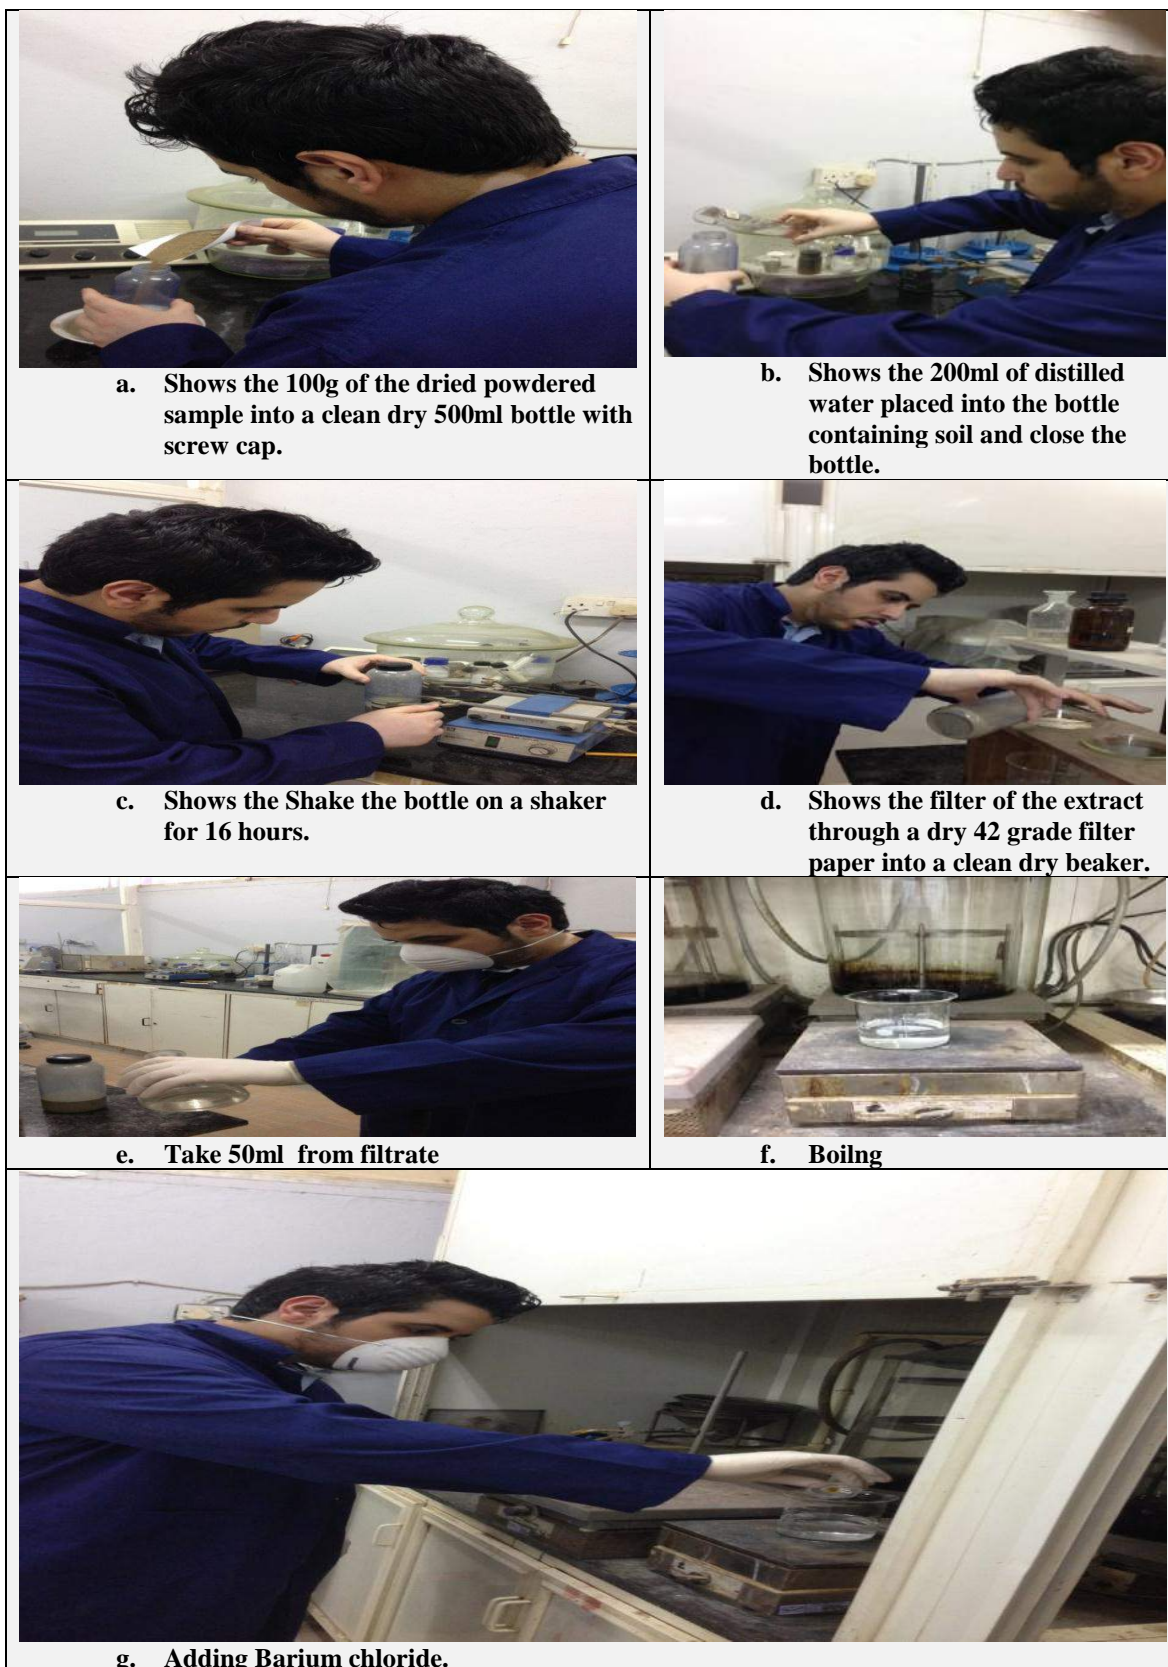 a. Shows the 100g of the dried powdered
sample into a clean dry 500ml bottle with
screw cap.
b. Shows the 200ml of distilled
water placed into the bottle
containing soil and close the
bottle.
c. Shows the Shake the bottle on a shaker
for 16 hours.
d. Shows the filter of the extract
through a dry 42 grade filter
paper into a clean dry beaker.
e. Take 50ml from filtrate
f. Boilng
g. Adding Barium chloride.